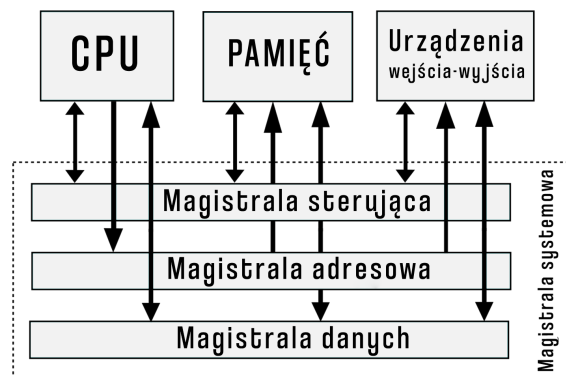 CPU
PAMIĘĆ
Urządzenia
wejścia-wyjścia
Magistrala sterująca
Magistrala adresowa
Magistrala danych
Magistrala systemowa